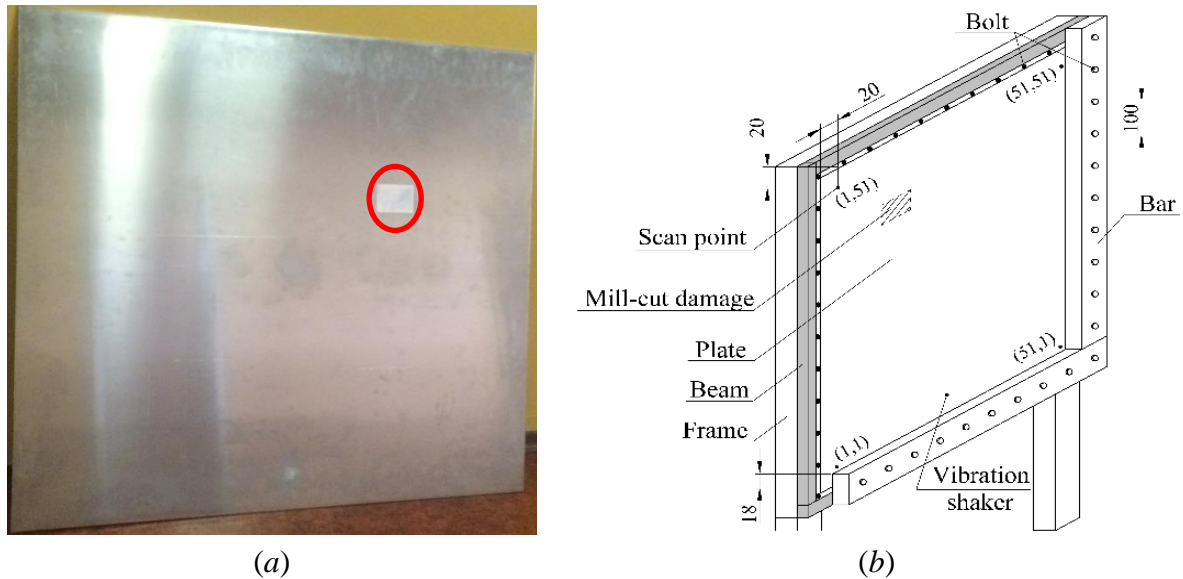 Bolt
(51,51)
20
20
100
(1,51)
Scan point
Bar
Mill-cut damage
Plate
(51,1)
Beam
Frame
(1,1)
Vibration
shaker
18
(a)
(b)